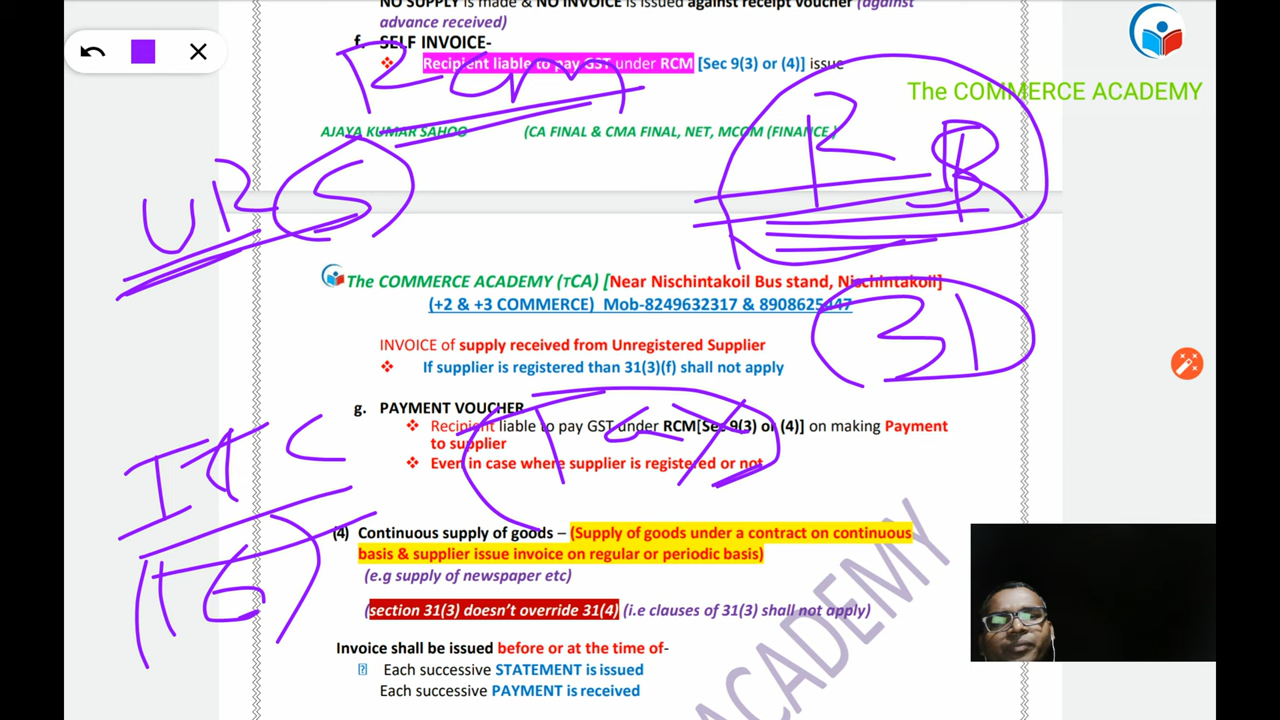 NO SUPPLY is made & NO INVOICE is issued against receipt voucher (against
advance received)
f. SELF INVOICE-
Recipient liable to pay GST under RCM [Sec 9(3) or (4)] issue
The COMMERCE ACADEMY
Rcm
AJAYA KUMAR SAHOO (CA FINAL & CMA FINAL, NET, MCOM (FINANCE )
URS
R
The COMMERCE ACADEMY (TCA) [Near Nischintakoil Bus stand, Nischintakoil]
(+2 & +3 COMMERCE) Mob-8249632317 & 8908625447
31
INVOICE of supply received from Unregistered Supplier
If supplier is registered than 31(3)(f) shall not apply
g. PAYMENT VOUCHER
Recipient liable to pay GST under RCM[Sec 9(3) or (4)] on making Payment
to supplier
Even in case where supplier is registered or not
Tax
ITC
16
(4) Continuous supply of goods – (Supply of goods under a contract on continuous
basis & supplier issue invoice on regular or periodic basis)
(e.g supply of newspaper etc)
(section 31(3) doesn't override 31(4) (i.e clauses of 31(3) shall not apply)
Invoice shall be issued before or at the time of-
Each successive STATEMENT is issued
Each successive PAYMENT is received
ACADEMY